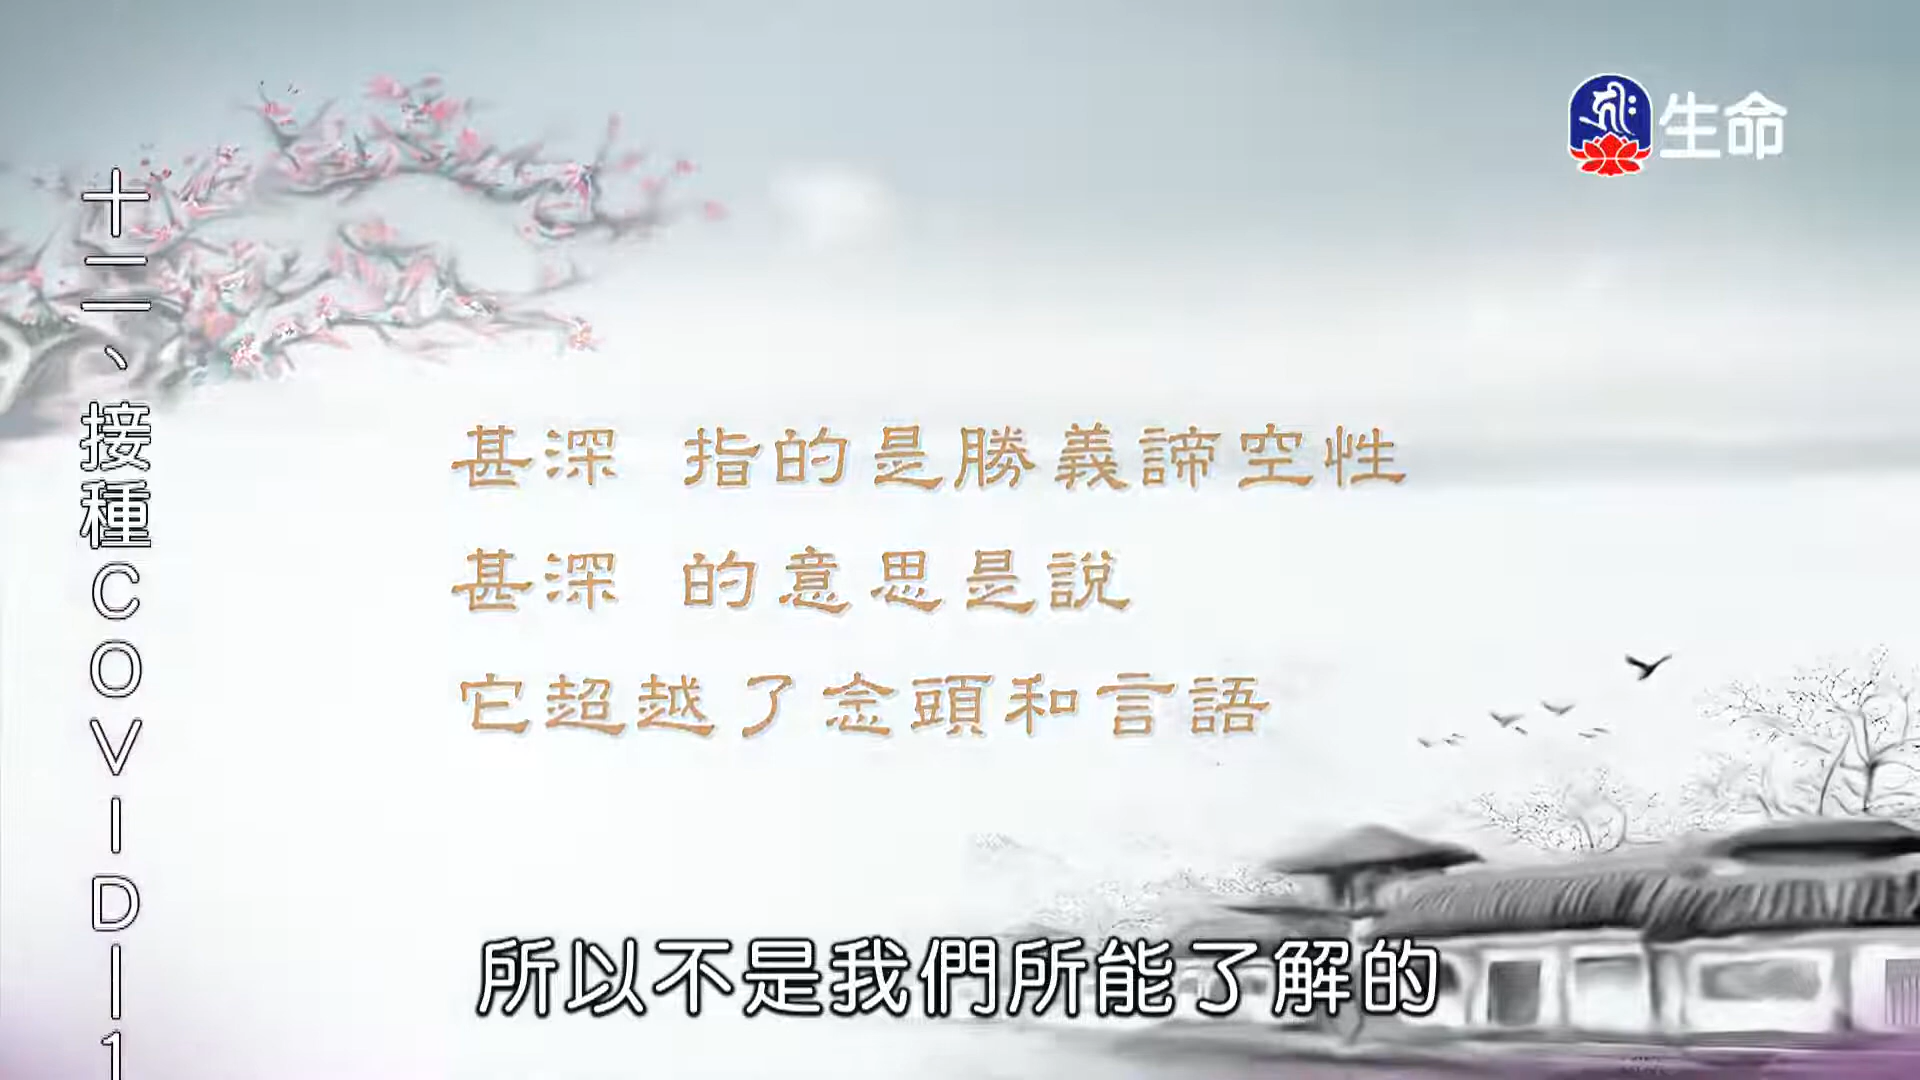 生命
十二、接種COVID-1
甚深 指的是勝義諦空性
甚深 的意思是說
它超越了念頭和言語
所以不是我們所能了解的